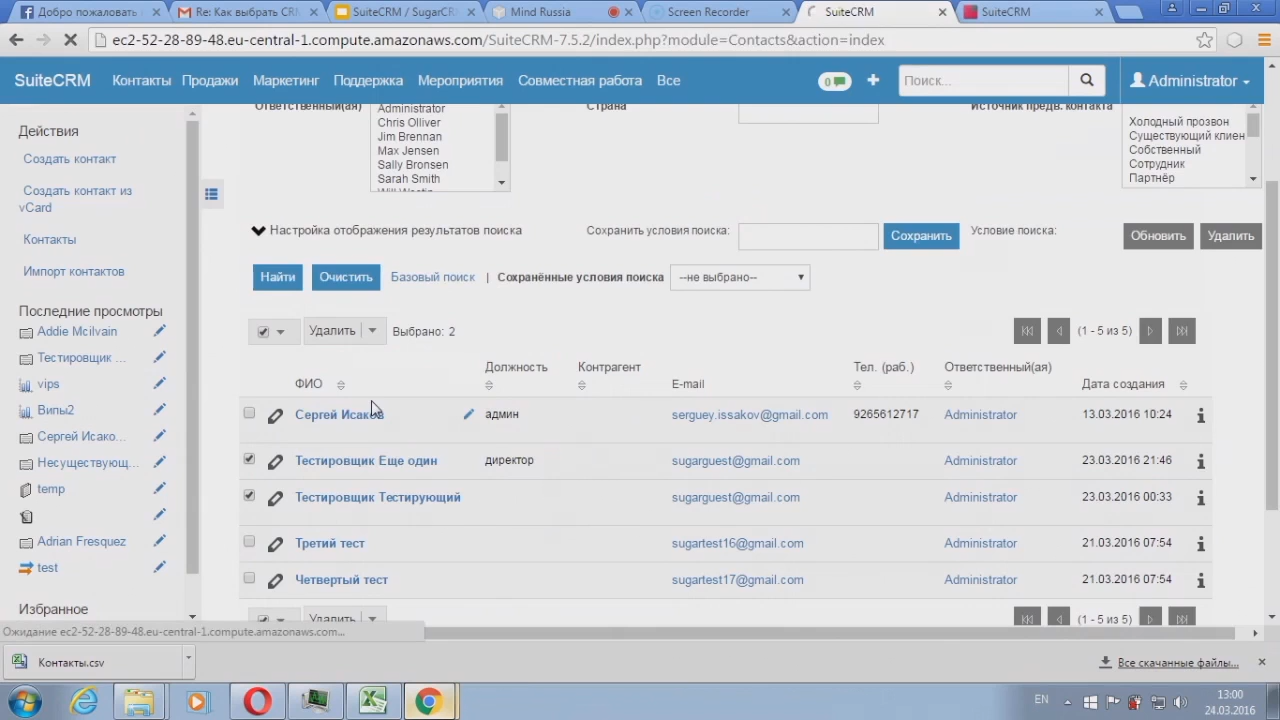 Добро пожаловать
Re: Как выбрать CRM
SuiteCRM / SugarCR
Mind Russia
Screen Recorder
SuiteCRM
SuiteCRM
ec2-52-28-89-48.eu-central-1.compute.amazonaws.com/SuiteCRM-7.5.2/index.php?module=Contacts&action=index
SuiteCRM Контакты Продажи Маркетинг Поддержка Мероприятия Совместная работа Все
0
Поиск...
Administrator
Действия
Создать контакт
Создать контакт из
vCard
Контакты
Импорт контактов
Последние просмотры
Addie Mcilvain
Тестировщик ...
vips
Випы2
Сергей Исако...
Несуществующ...
temp
Adrian Fresquez
test
Избранное
Ответственный(ая)
Administrator
Chris Olliver
Jim Brennan
Max Jensen
Sally Bronsen
Sarah Smith
Will Westin
Страна
Источник предв. контакта
Холодный прозвон
Существующий клиен
Собственный
Сотрудник
Партнёр
Настройка отображения результатов поиска
Сохранить условия поиска:
Сохранить
Условие поиска:
Обновить
Удалить
Найти
Очистить
Базовый поиск
|
Сохранённые условия поиска
--не выбрано--
Удалить
Выбрано: 2
(1 - 5 из 5)
ФИО Должность Контрагент E-mail Тел. (раб.) Ответственный(ая) Дата создания
Сергей Исаков админ serguey.issakov@gmail.com 9265612717 Administrator 13.03.2016 10:24
Тестировщик Еще один директор sugarguest@gmail.com Administrator 23.03.2016 21:46
Тестировщик Тестирующий sugarguest@gmail.com Administrator 23.03.2016 00:33
Третий тест sugartest16@gmail.com Administrator 21.03.2016 07:54
Четвертый тест sugartest17@gmail.com Administrator 21.03.2016 07:54
Удалить
(1 - 5 из 5)
Ожидание ec2-52-28-89-48.eu-central-1.compute.amazonaws.com...
Контакты.csv
Все скачанные файлы...
EN
13:00
24.03.2016